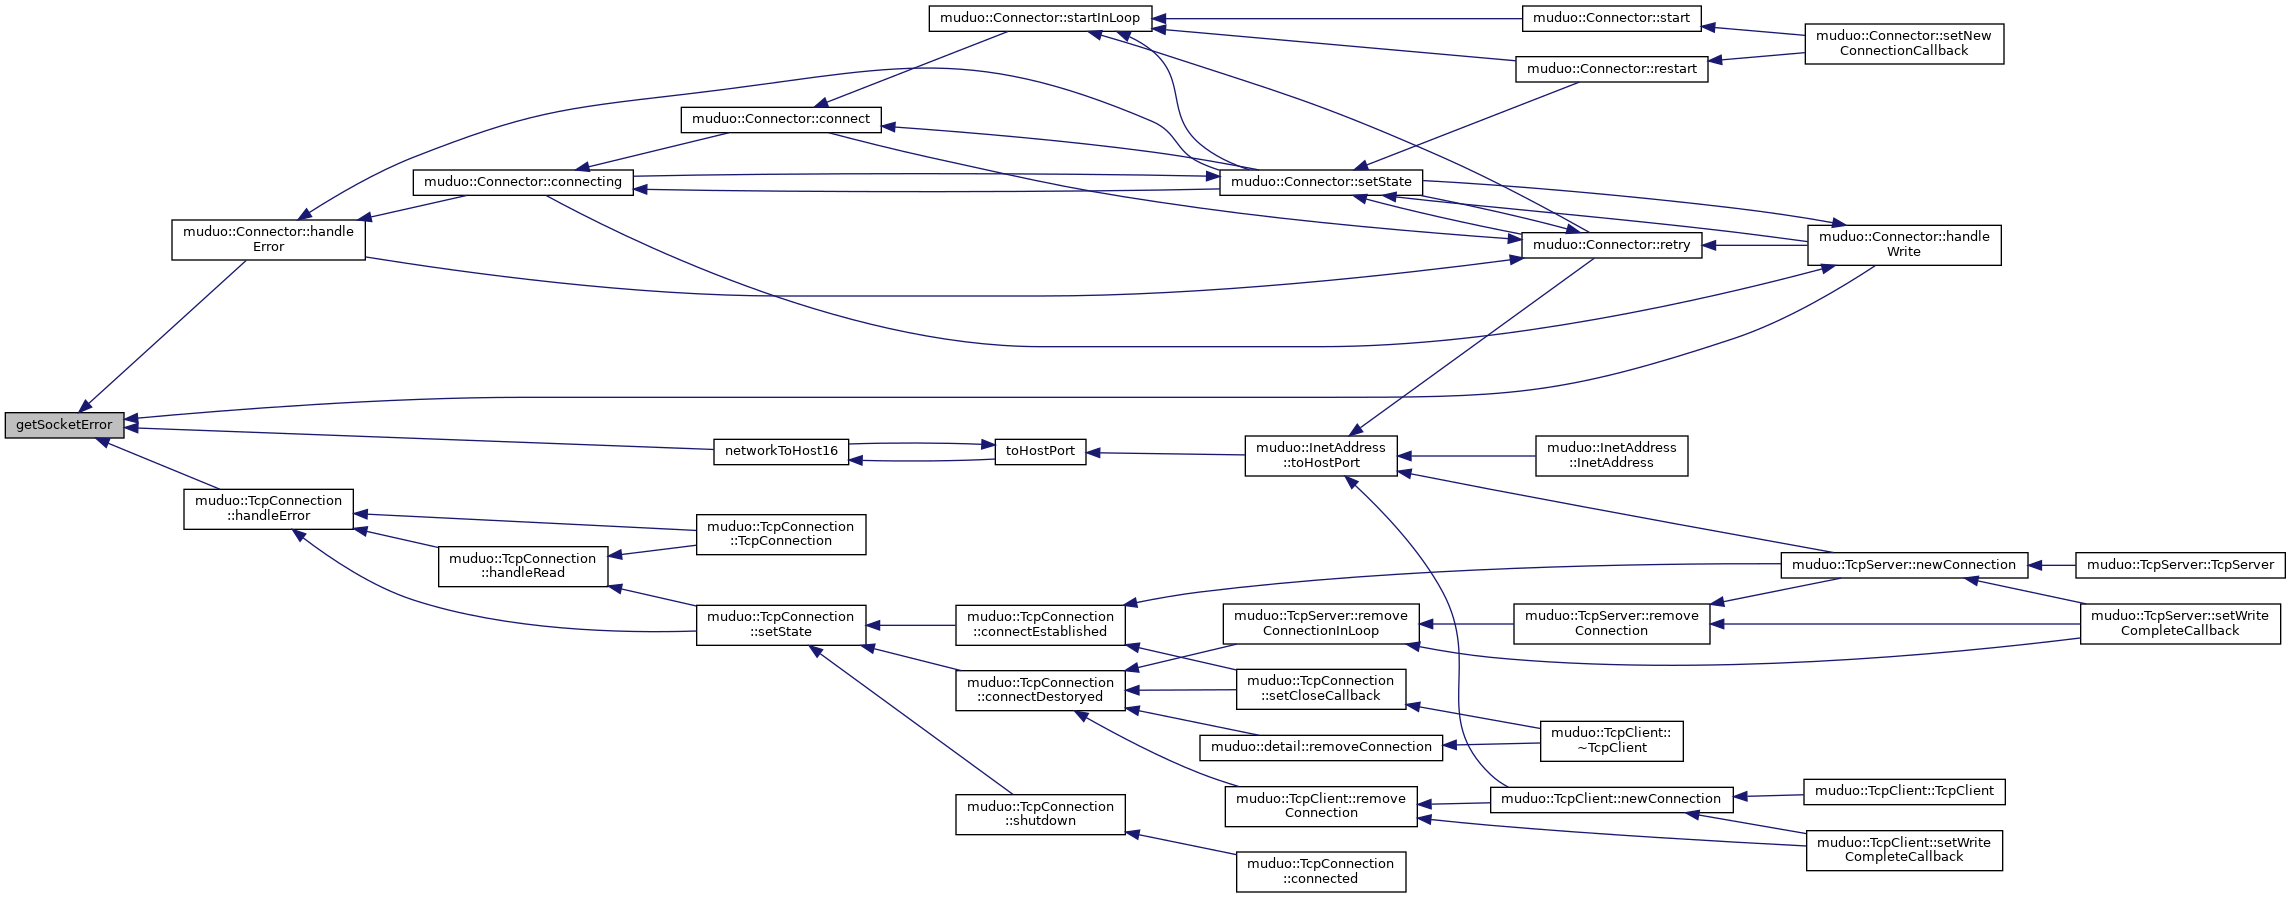 muduo::Connector::startInLoop
muduo::Connector::start
muduo::Connector::setNew
ConnectionCallback
muduo::Connector::restart
muduo::Connector::connect
muduo::Connector::connecting
muduo::Connector::setState
muduo::Connector::handle
Error
muduo::Connector::retry
muduo::Connector::handle
Write
getSocketError
networkToHost16
toHostPort
muduo::InetAddress
::toHostPort
muduo::InetAddress
::InetAddress
muduo::TcpConnection
::handleError
muduo::TcpConnection
::TcpConnection
muduo::TcpConnection
::handleRead
muduo::TcpServer::newConnection
muduo::TcpServer::TcpServer
muduo::TcpConnection
::setState
muduo::TcpConnection
::connectEstablished
muduo::TcpServer::remove
ConnectionInLoop
muduo::TcpServer::remove
Connection
muduo::TcpServer::setWrite
CompleteCallback
muduo::TcpConnection
::connectDestoryed
muduo::TcpConnection
::setCloseCallback
muduo::detail::removeConnection
muduo::TcpClient::
~TcpClient
muduo::TcpConnection
::shutdown
muduo::TcpClient::remove
Connection
muduo::TcpClient::newConnection
muduo::TcpClient::TcpClient
muduo::TcpClient::setWrite
CompleteCallback
muduo::TcpConnection
::connected